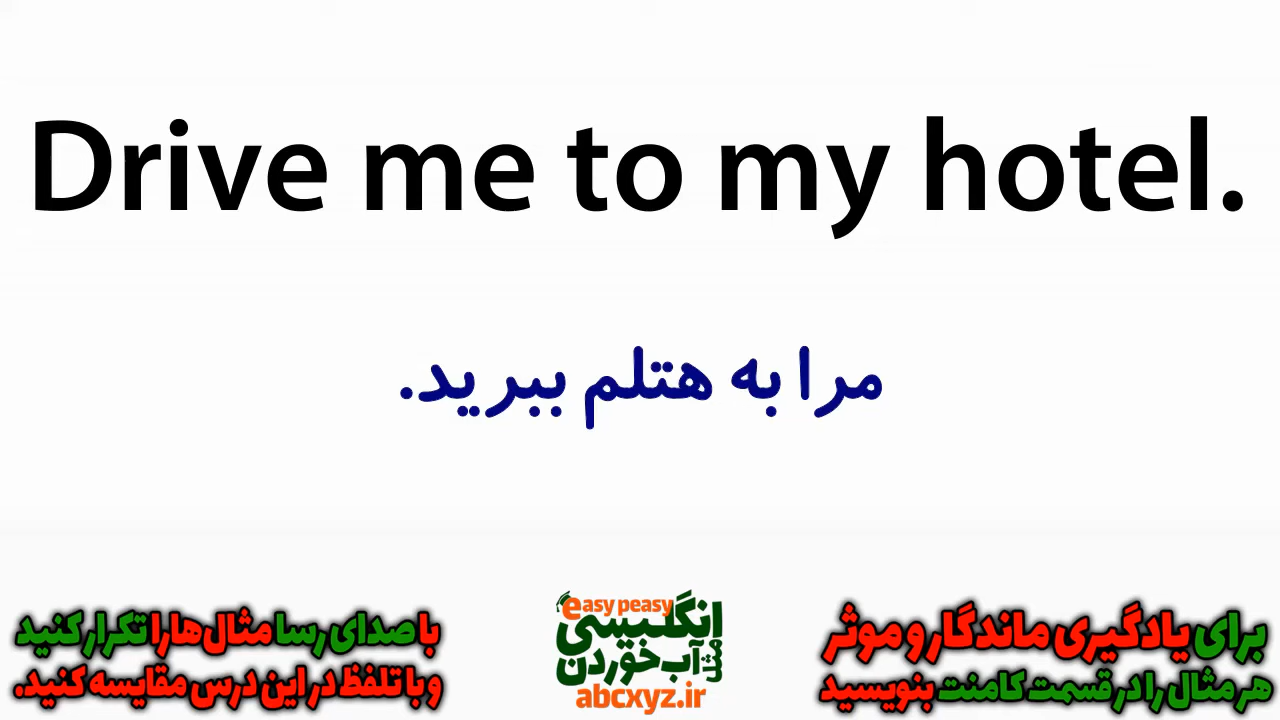 Drive me to my hotel.
مرا به هتلم ببرید.
برای یادگیری ماندگار و موثر
هر مثال را در قسمت کامنت بنویسید
easy peasy
انگلیسی
مثل آب خوردن
abcxyz.ir
با صدای رسا مثال‌ها را تکرار کنید
و با تلفظ در این درس مقایسه کنید.